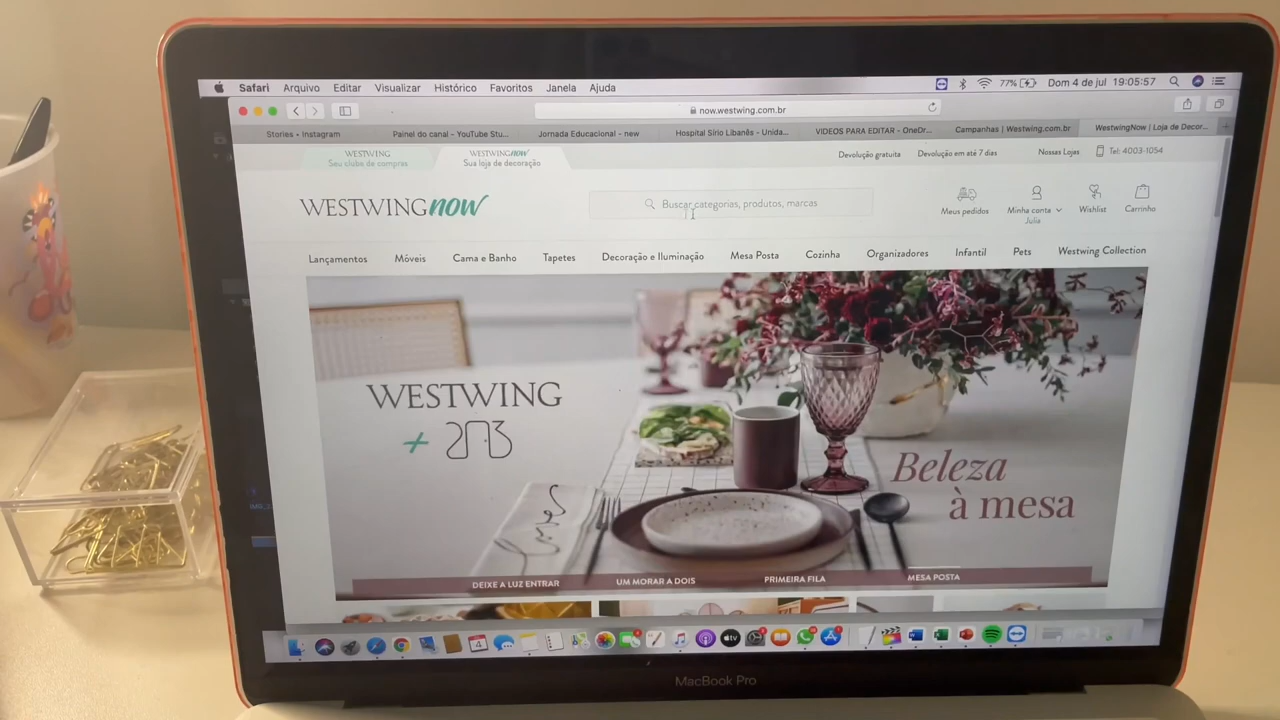 Safari Arquivo Editar Visualizar Histórico Favoritos Janela Ajuda 77% Dom 4 de jul 19:05:57
now.westwing.com.br
Stories • Instagram Painel do canal - YouTube Stu... Jornada Educacional - new Hospital Sírio Libanês - Unida... VIDEOS PARA EDITAR - OneDr... Campanhas | Westwing.com.br WestwingNow | Loja de Decor...
WESTWING WESTWINGNOW Devolução gratuita Devolução em até 7 dias Nossas Lojas Tel: 4003-1054
Seu clube de compras Sua loja de decoração
WESTWINGNOW Buscar categorias, produtos, marcas Meus pedidos Minha conta Wishlist Carrinho
Julia
Lançamentos Móveis Cama e Banho Tapetes Decoração e Iluminação Mesa Posta Cozinha Organizadores Infantil Pets Westwing Collection
WESTWING
+
Beleza
à mesa
love
DEIXE A LUZ ENTRAR UM MORAR A DOIS PRIMEIRA FILA MESA POSTA
MacBook Pro